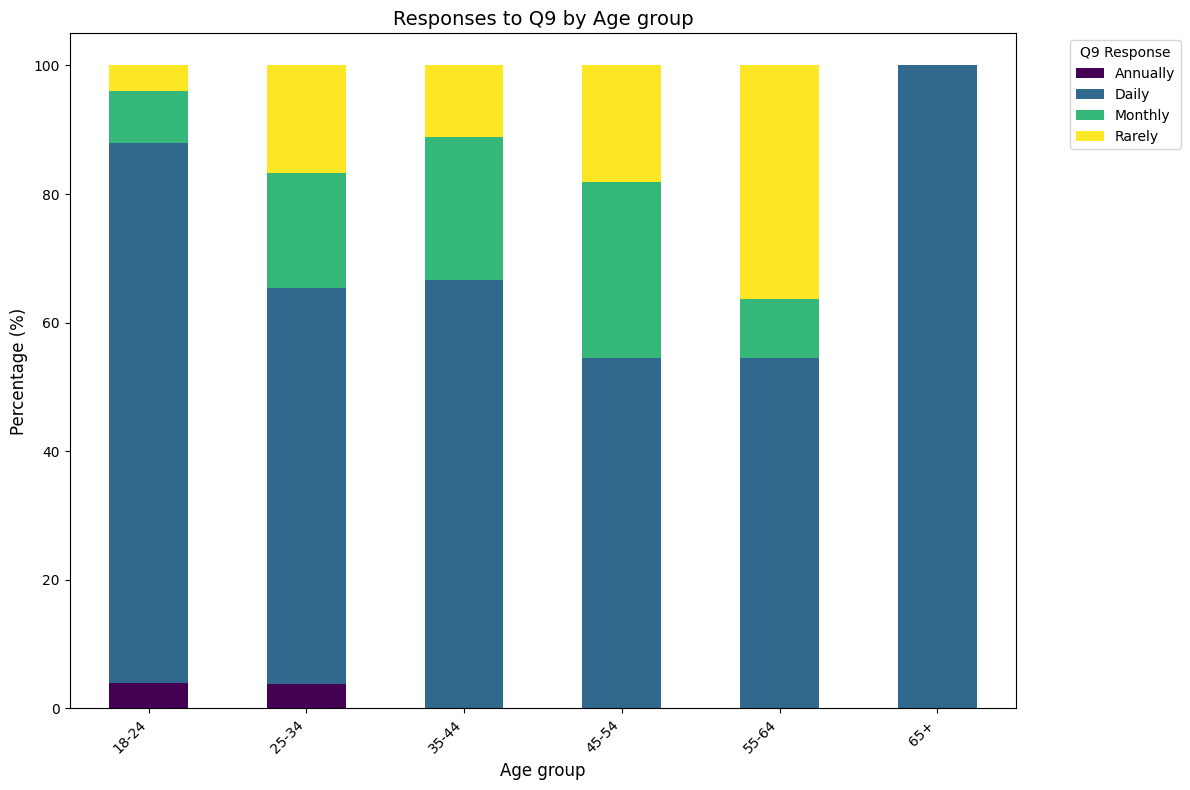 Responses to Q9 by Age group
Q9 Response
Annually
Daily
Monthly
Rarely
Percentage (%)
100
80
60
40
20
0
18-24
25-34
35-44
45-54
55-64
65+
Age group